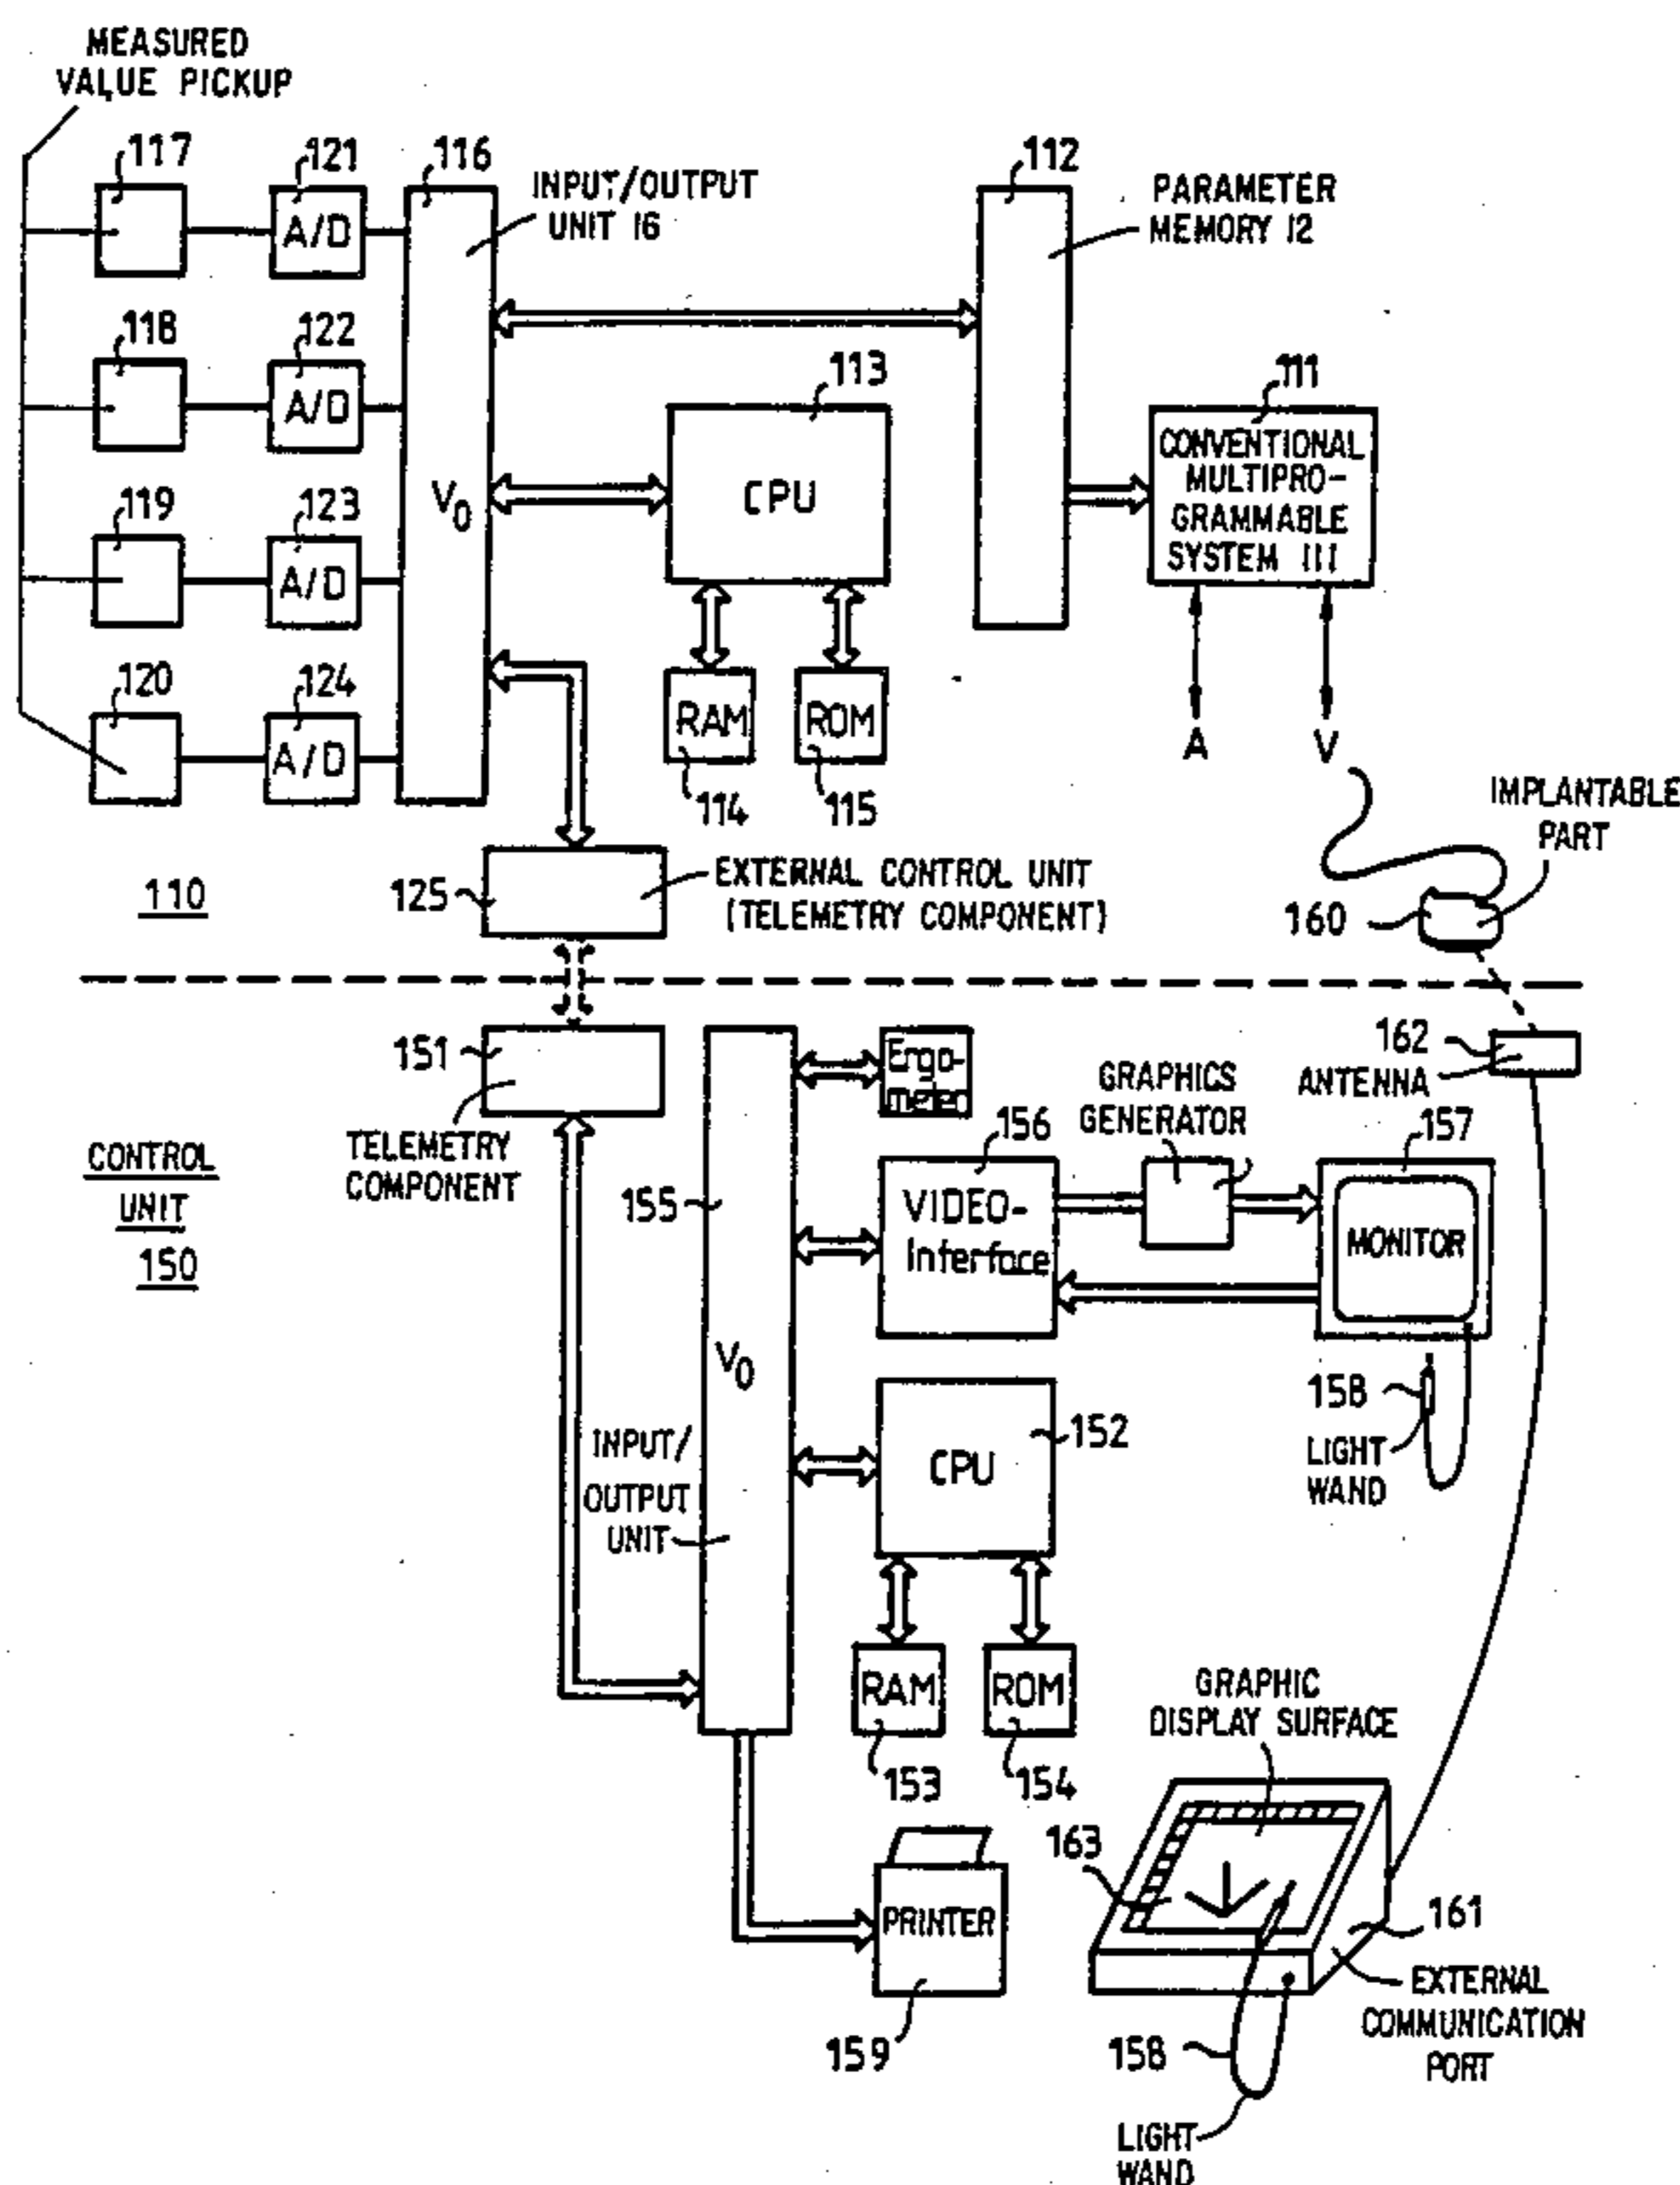 MEASURED
VALUE PICKUP
117
121
116
INPUT/OUTPUT
UNIT 16
112
PARAMETER
MEMORY 12
A/D
118
122
A/D
113
CPU
111
CONVENTIONAL
MULTIPRO-
GRAMMABLE
SYSTEM 111
119
123
A/D
V0
120
124
A/D
RAM
ROM
114
115
A
V
IMPLANTABLE
PART
160
110
125
EXTERNAL CONTROL UNIT
(TELEMETRY COMPONENT)
151
TELEMETRY
COMPONENT
CONTROL
UNIT
150
155
Ergo-
162
ANTENNA
GRAPHICS
GENERATOR
156
VIDEO-
Interface
157
MONITOR
V0
158
LIGHT
WAND
INPUT/
OUTPUT
UNIT
CPU
152
RAM
ROM
153
154
GRAPHIC
DISPLAY SURFACE
163
PRINTER
159
161
EXTERNAL
COMMUNICATION
PORT
158
LIGHT
WAND